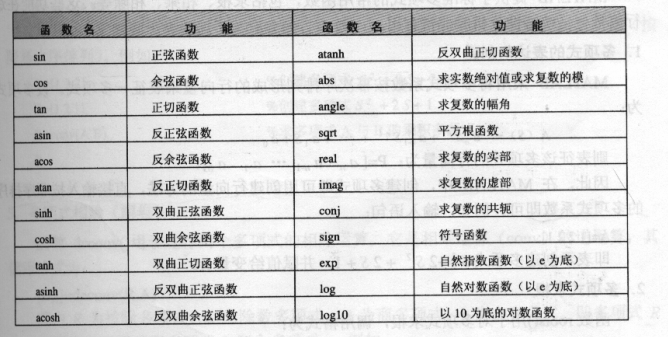 函 数 名 功 能 函 数 名 功 能
sin 正弦函数 atanh 反双曲正切函数
cos 余弦函数 abs 求实数绝对值或求复数的模
tan 正切函数 angle 求复数的幅角
asin 反正弦函数 sqrt 平方根函数
acos 反余弦函数 real 求复数的实部
atan 反正切函数 imag 求复数的虚部
sinh 双曲正弦函数 conj 求复数的共轭
cosh 双曲余弦函数 sign 符号函数
tanh 双曲正切函数 exp 自然指数函数（以 e 为底）
asinh 反双曲正弦函数 log 自然对数函数（以 e 为底）
acosh 反双曲余弦函数 log10 以 10 为底的对数函数